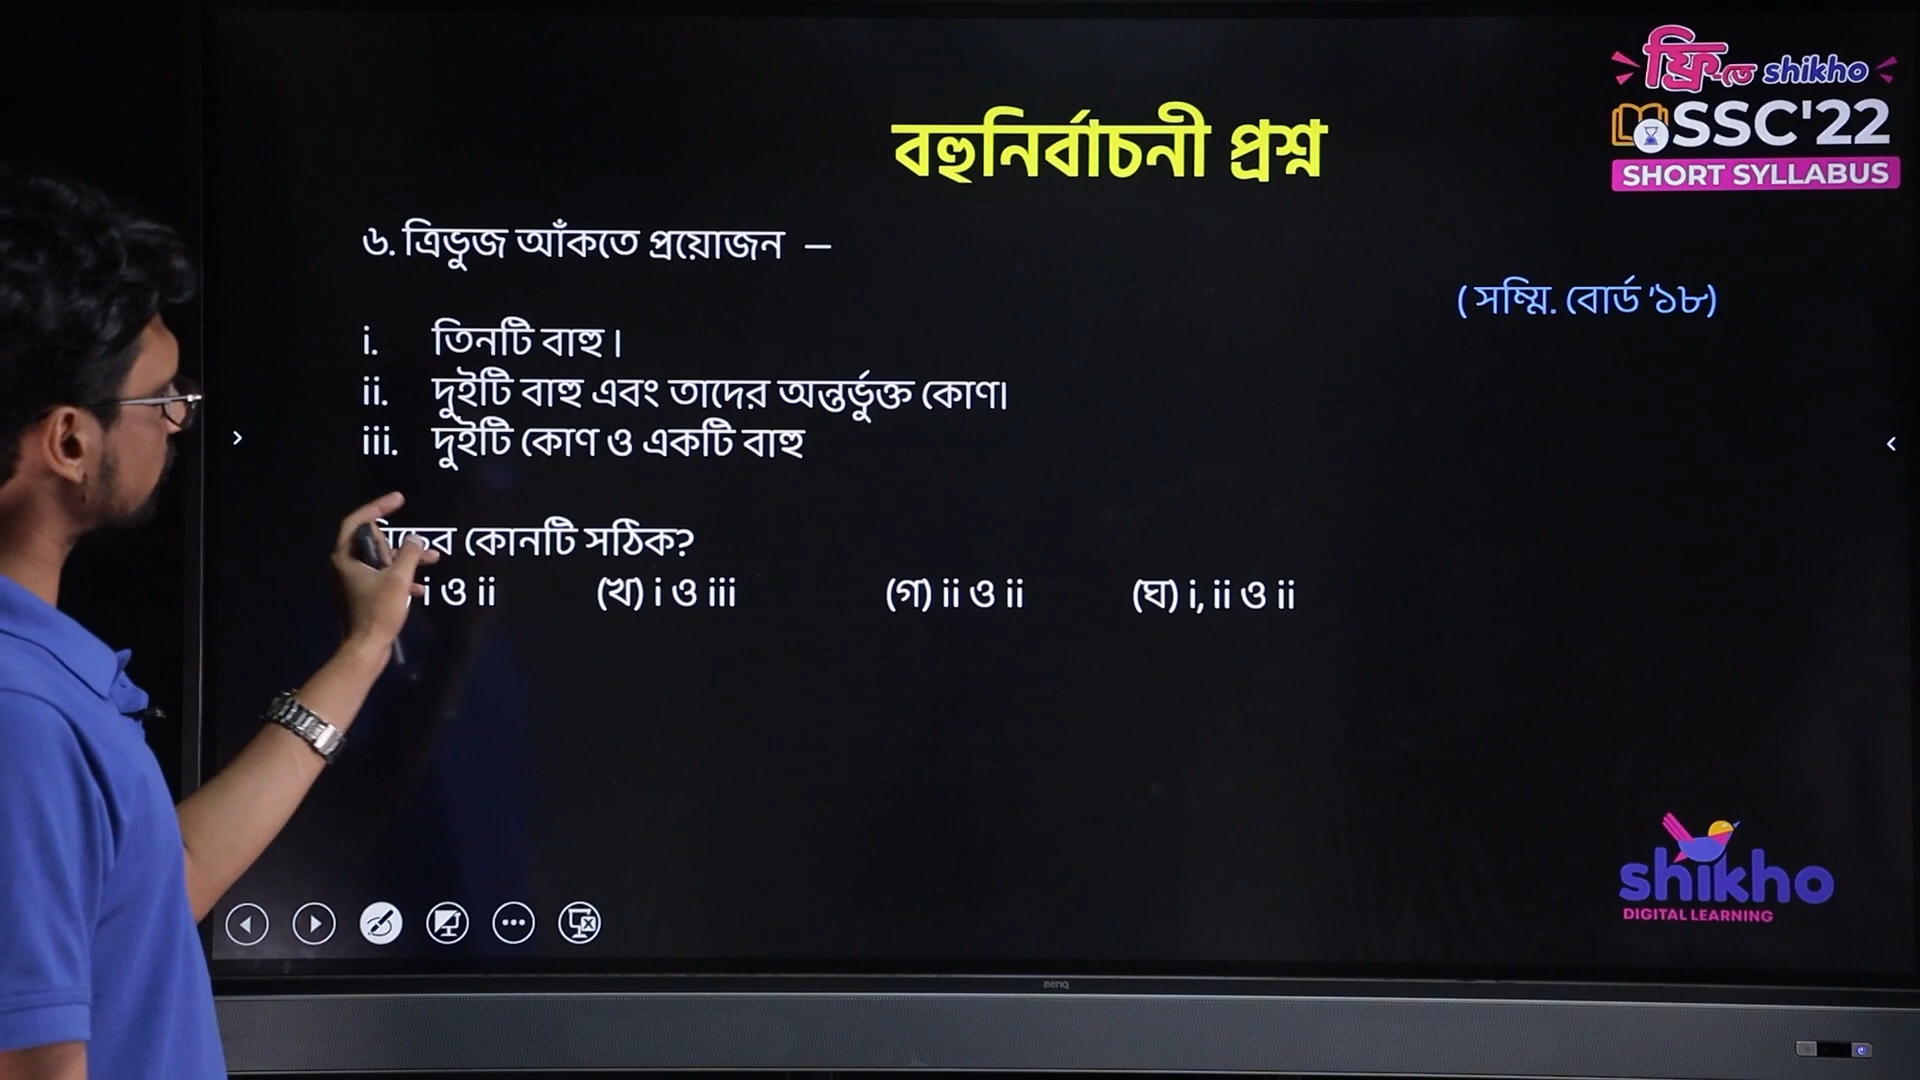 ফ্রি-তে shikho
SSC'22
SHORT SYLLABUS
বহুনির্বাচনী প্রশ্ন
৬. ত্রিভুজ আঁকতে প্রয়োজন –
( সম্মি. বোর্ড '১৮)
i. তিনটি বাহু।
ii. দুইটি বাহু এবং তাদের অন্তর্ভুক্ত কোণ।
iii. দুইটি কোণ ও একটি বাহু
কোনটি সঠিক?
i ও ii (খ) i ও iii (গ) ii ও ii (ঘ) i, ii ও ii
shikho
DIGITAL LEARNING
BenQ